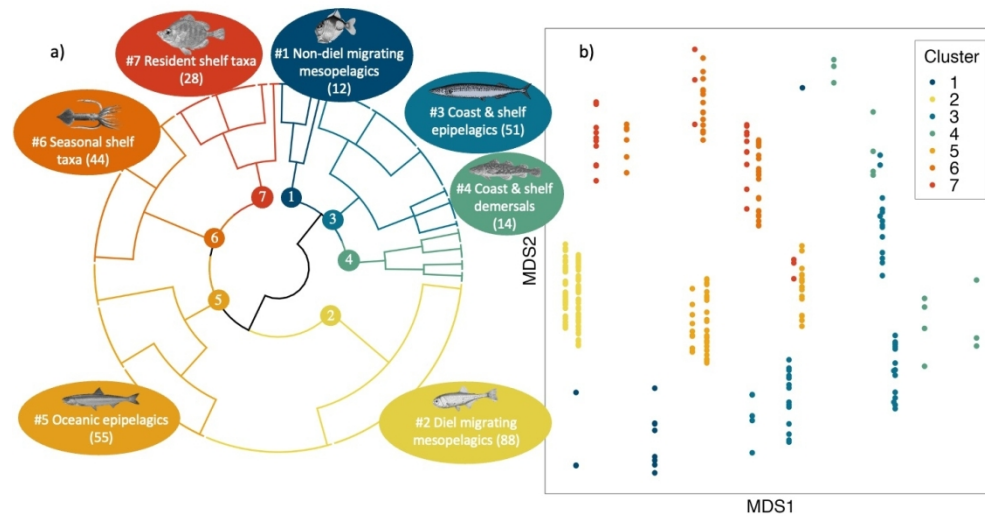 a)
#7 Resident shelf taxa
(28)
#1 Non-diel migrating
mesopelagics
(12)
#3 Coast & shelf
epipelagics (51)
#6 Seasonal shelf
taxa (44)
#4 Coast & shelf
demersals
(14)
7
1
3
6
4
5
2
#5 Oceanic epipelagics
(55)
#2 Diel migrating
mesopelagics (88)
b)
Cluster
1
2
3
4
5
6
7
MDS2
MDS1